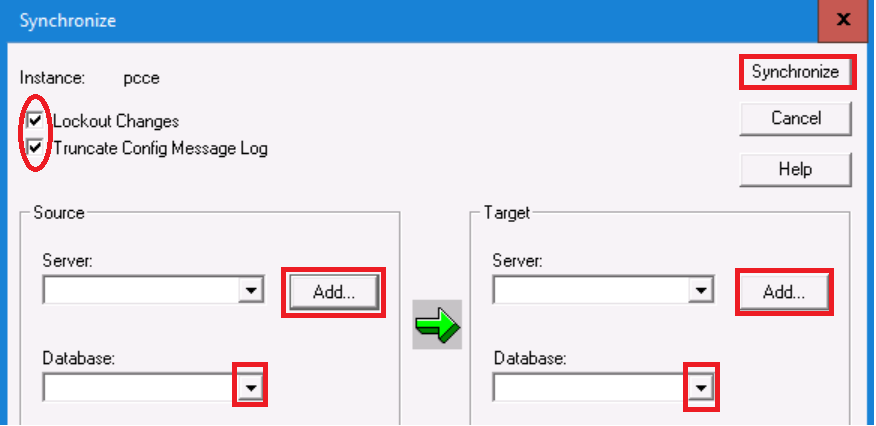 Synchronize
Instance: pcce
Synchronize
Lockout Changes
Cancel
Truncate Config Message Log
Help
Source
Target
Server:
Server:
Add...
Add...
Database:
Database: